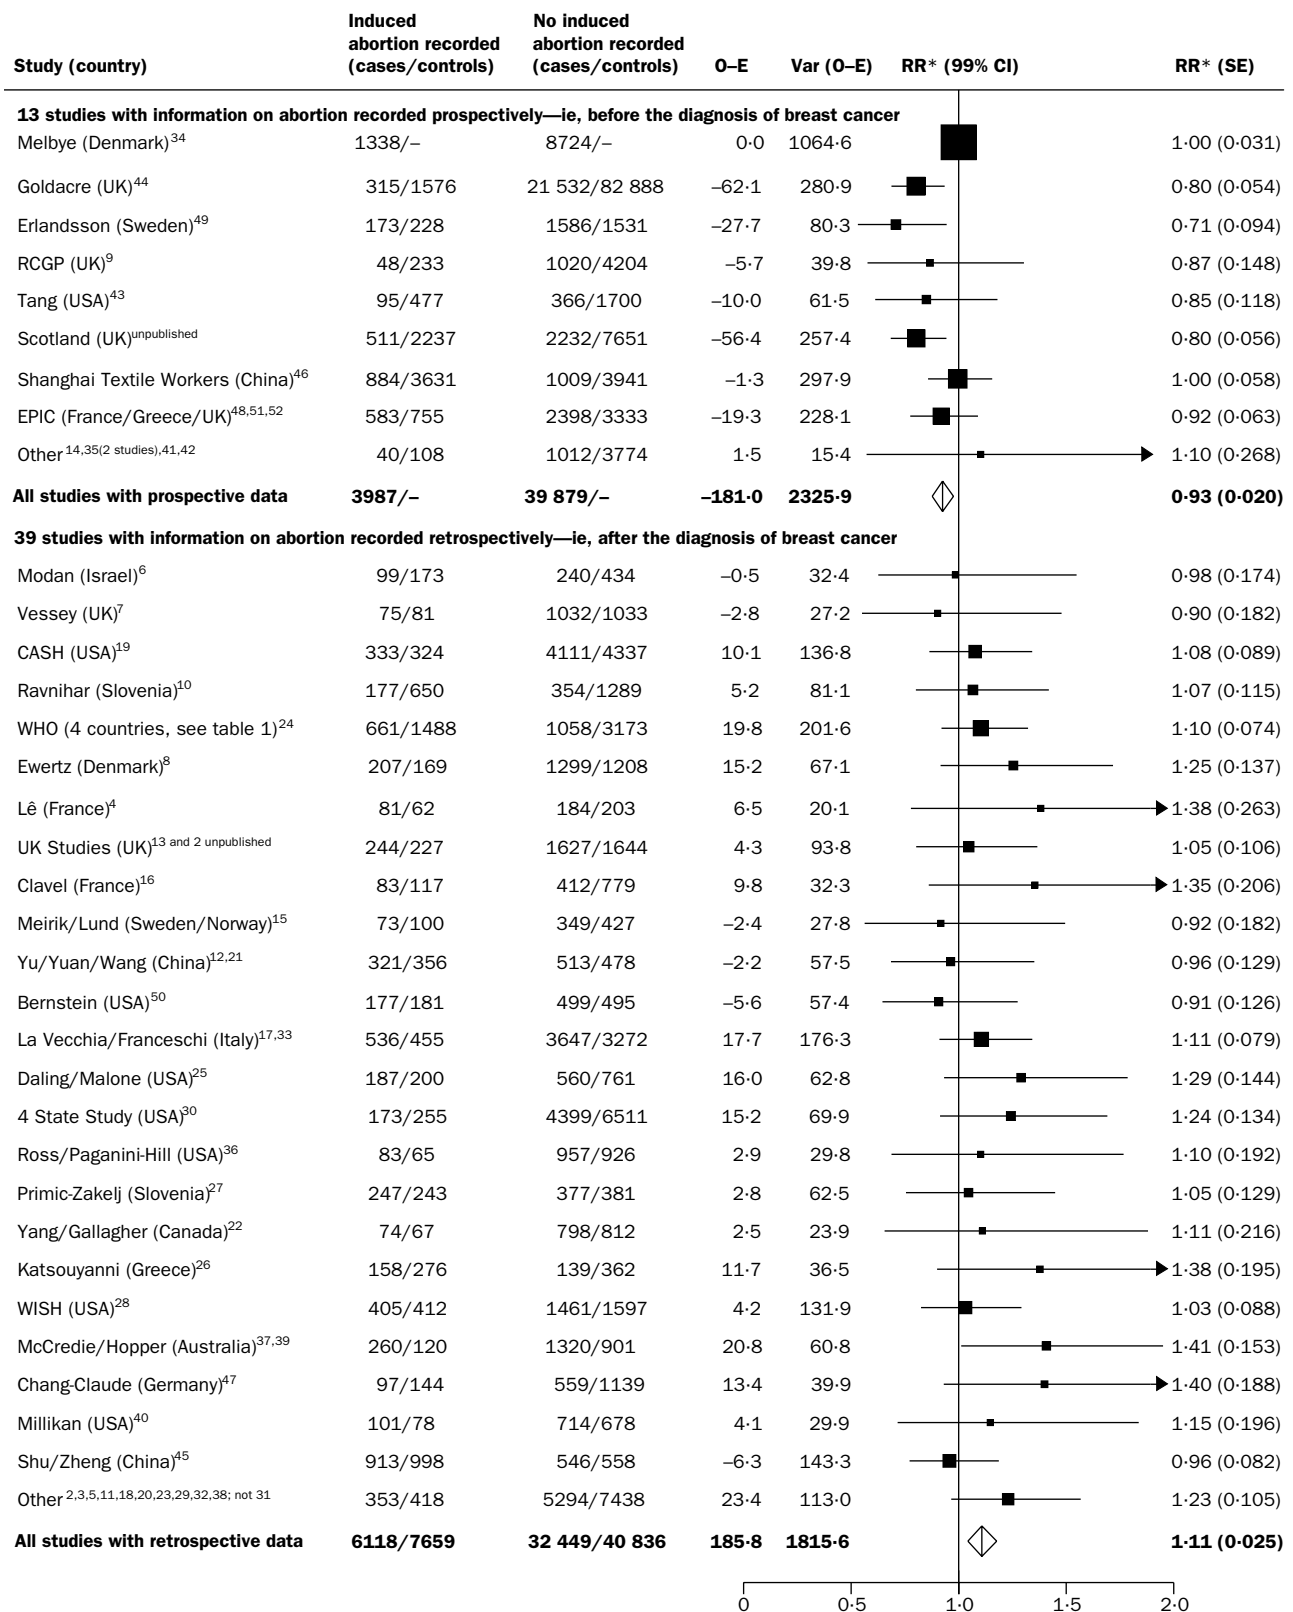 Induced abortion recorded (cases/controls) No induced abortion recorded (cases/controls)
Study (country) O–E Var (O–E) RR* (99% CI) RR* (SE)
13 studies with information on abortion recorded prospectively—ie, before the diagnosis of breast cancer
Melbye (Denmark)34 1338/– 8724/– 0·0 1064·6 1·00 (0·031)
Goldacre (UK)44 315/1576 21 532/82 888 –62·1 280·9 0·80 (0·054)
Erlandsson (Sweden)49 173/228 1586/1531 –27·7 80·3 0·71 (0·094)
RCGP (UK)9 48/233 1020/4204 –5·7 39·8 0·87 (0·148)
Tang (USA)43 95/477 366/1700 –10·0 61·5 0·85 (0·118)
Scotland (UK)unpublished 511/2237 2232/7651 –56·4 257·4 0·80 (0·056)
Shanghai Textile Workers (China)46 884/3631 1009/3941 –1·3 297·9 1·00 (0·058)
EPIC (France/Greece/UK)48,51,52 583/755 2398/3333 –19·3 228·1 0·92 (0·063)
Other 14,35(2 studies),41,42 40/108 1012/3774 1·5 15·4 1·10 (0·268)
All studies with prospective data 3987/– 39 879/– –181·0 2325·9 0·93 (0·020)
39 studies with information on abortion recorded retrospectively—ie, after the diagnosis of breast cancer
Modan (Israel)6 99/173 240/434 –0·5 32·4 0·98 (0·174)
Vessey (UK)7 75/81 1032/1033 –2·8 27·2 0·90 (0·182)
CASH (USA)19 333/324 4111/4337 10·1 136·8 1·08 (0·089)
Ravnihar (Slovenia)10 177/650 354/1289 5·2 81·1 1·07 (0·115)
WHO (4 countries, see table 1)24 661/1488 1058/3173 19·8 201·6 1·10 (0·074)
Ewertz (Denmark)8 207/169 1299/1208 15·2 67·1 1·25 (0·137)
Lê (France)4 81/62 184/203 6·5 20·1 1·38 (0·263)
UK Studies (UK)13 and 2 unpublished 244/227 1627/1644 4·3 93·8 1·05 (0·106)
Clavel (France)16 83/117 412/779 9·8 32·3 1·35 (0·206)
Meirik/Lund (Sweden/Norway)15 73/100 349/427 –2·4 27·8 0·92 (0·182)
Yu/Yuan/Wang (China)12,21 321/356 513/478 –2·2 57·5 0·96 (0·129)
Bernstein (USA)50 177/181 499/495 –5·6 57·4 0·91 (0·126)
La Vecchia/Franceschi (Italy)17,33 536/455 3647/3272 17·7 176·3 1·11 (0·079)
Daling/Malone (USA)25 187/200 560/761 16·0 62·8 1·29 (0·144)
4 State Study (USA)30 173/255 4399/6511 15·2 69·9 1·24 (0·134)
Ross/Paganini-Hill (USA)36 83/65 957/926 2·9 29·8 1·10 (0·192)
Primic-Zakelj (Slovenia)27 247/243 377/381 2·8 62·5 1·05 (0·129)
Yang/Gallagher (Canada)22 74/67 798/812 2·5 23·9 1·11 (0·216)
Katsouyanni (Greece)26 158/276 139/362 11·7 36·5 1·38 (0·195)
WISH (USA)28 405/412 1461/1597 4·2 131·9 1·03 (0·088)
McCredie/Hopper (Australia)37,39 260/120 1320/901 20·8 60·8 1·41 (0·153)
Chang-Claude (Germany)47 97/144 559/1139 13·4 39·9 1·40 (0·188)
Millikan (USA)40 101/78 714/678 4·1 29·9 1·15 (0·196)
Shu/Zheng (China)45 913/998 546/558 –6·3 143·3 0·96 (0·082)
Other 2,3,5,11,18,20,23,29,32,38; not 31 353/418 5294/7438 23·4 113·0 1·23 (0·105)
All studies with retrospective data 6118/7659 32 449/40 836 185·8 1815·6 1·11 (0·025)
0 0·5 1·0 1·5 2·0